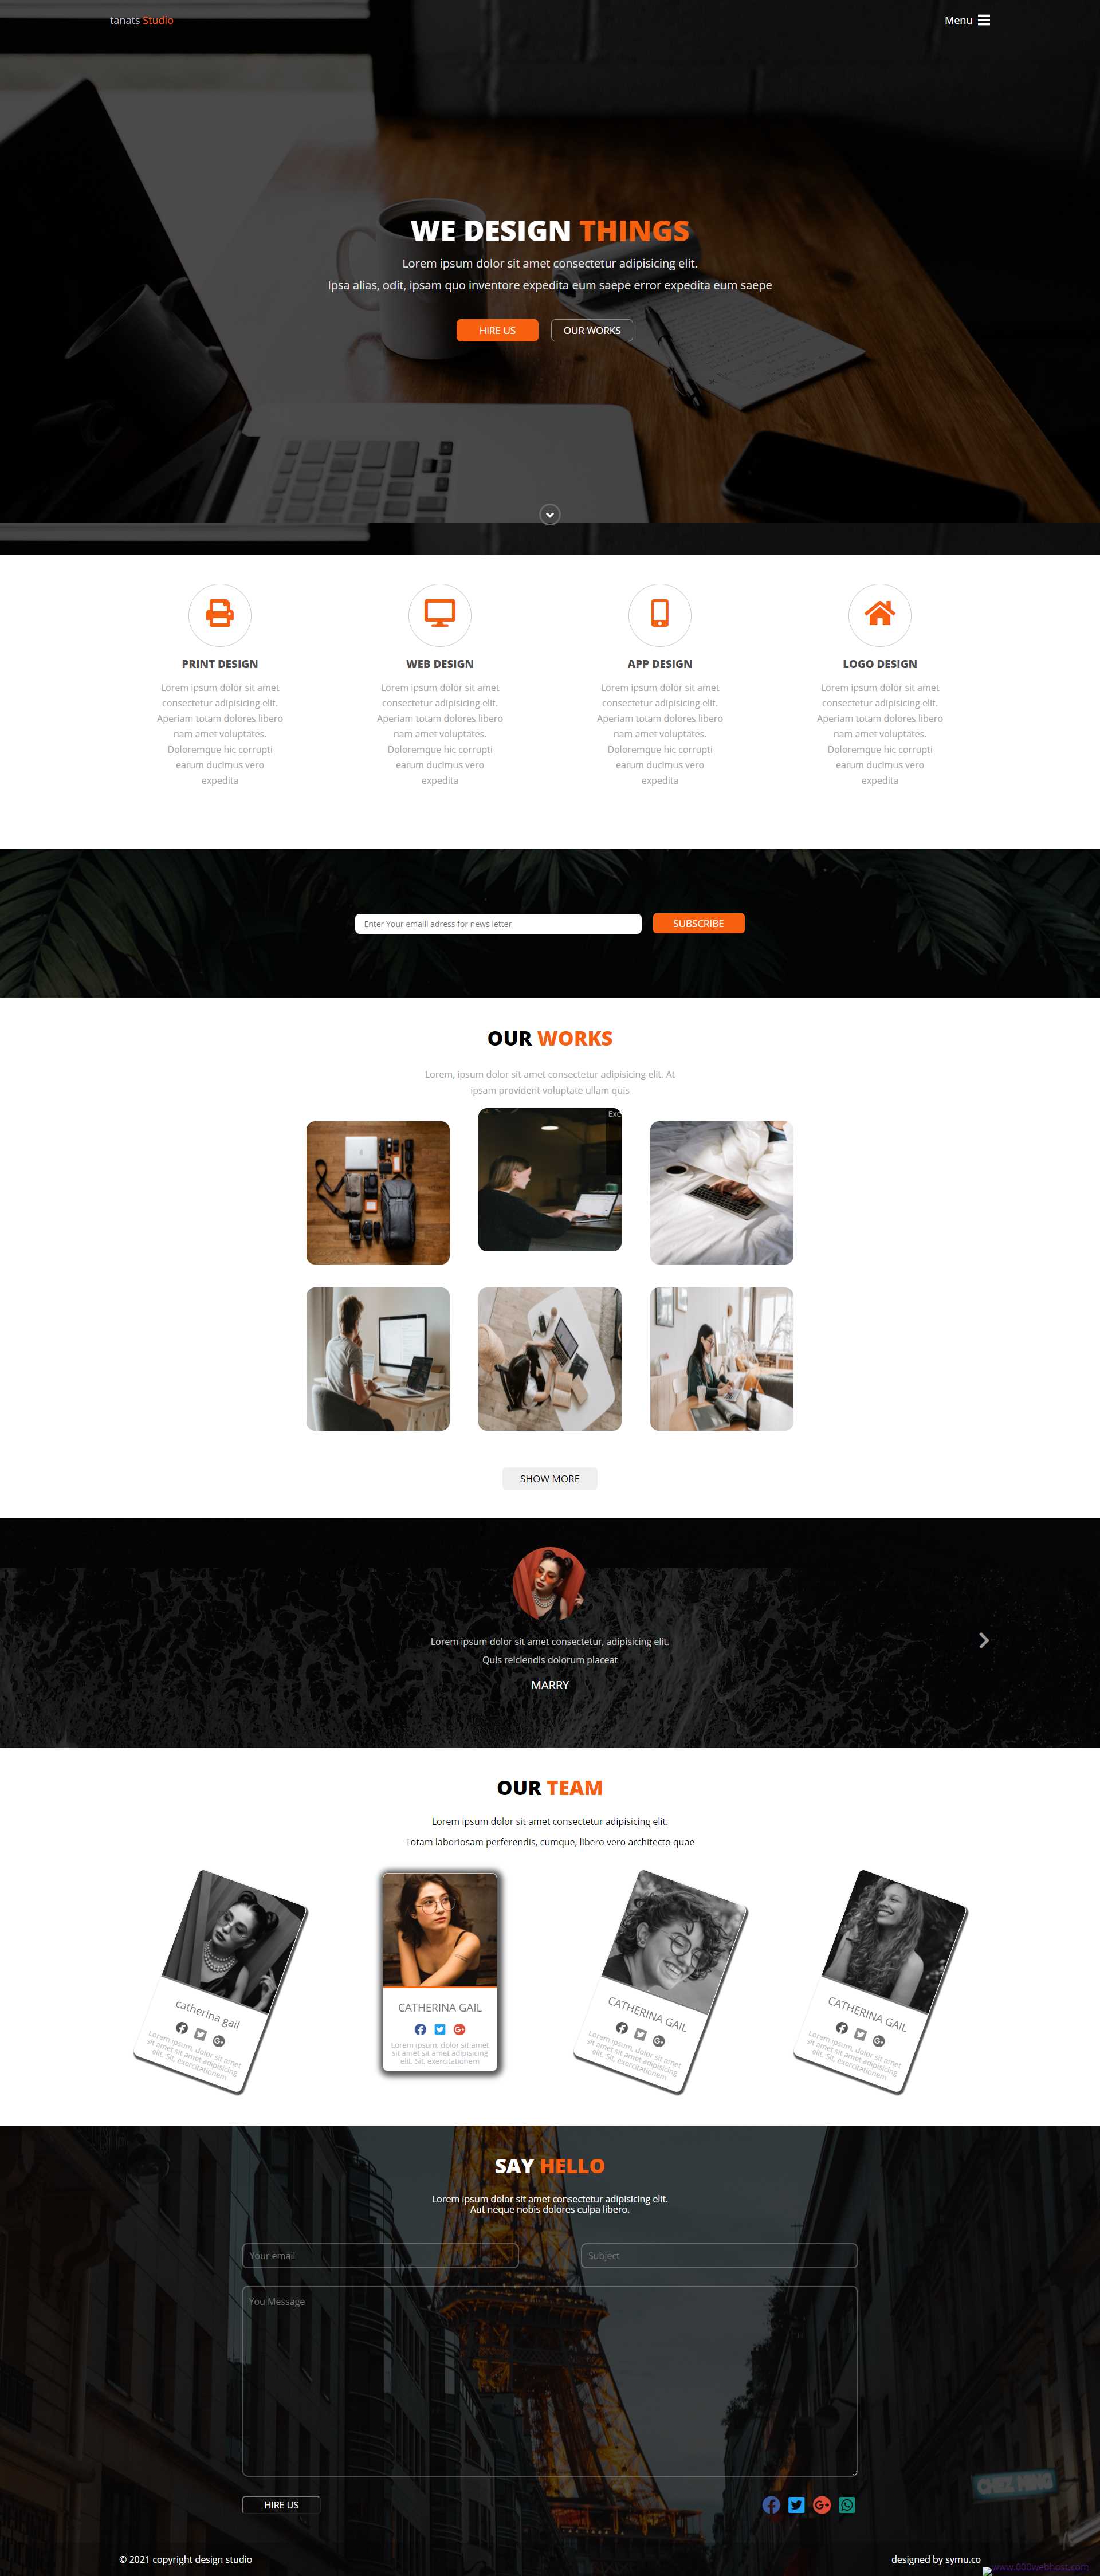 tanats Studio
Menu
WE DESIGN THINGS
Lorem ipsum dolor sit amet consectetur adipisicing elit.
Ipsa alias, odit, ipsam quo inventore expedita eum saepe error expedita eum saepe
HIRE US
OUR WORKS
PRINT DESIGN
Lorem ipsum dolor sit amet
consectetur adipisicing elit.
Aperiam totam dolores libero
nam amet voluptates.
Doloremque hic corrupti
earum ducimus vero
expedita
WEB DESIGN
Lorem ipsum dolor sit amet
consectetur adipisicing elit.
Aperiam totam dolores libero
nam amet voluptates.
Doloremque hic corrupti
earum ducimus vero
expedita
APP DESIGN
Lorem ipsum dolor sit amet
consectetur adipisicing elit.
Aperiam totam dolores libero
nam amet voluptates.
Doloremque hic corrupti
earum ducimus vero
expedita
LOGO DESIGN
Lorem ipsum dolor sit amet
consectetur adipisicing elit.
Aperiam totam dolores libero
nam amet voluptates.
Doloremque hic corrupti
earum ducimus vero
expedita
Enter Your emaill adress for news letter
SUBSCRIBE
OUR WORKS
Lorem, ipsum dolor sit amet consectetur adipisicing elit. At
ipsam provident voluptate ullam quis
Exe
SHOW MORE
Lorem ipsum dolor sit amet consectetur, adipisicing elit.
Quis reiciendis dolorum placeat
MARRY
OUR TEAM
Lorem ipsum dolor sit amet consectetur adipisicing elit.
Totam laboriosam perferendis, cumque, libero vero architecto quae
catherina gail
Lorem ipsum, dolor sit amet
sit amet sit amet adipisicing
elit. Sit, exercitationem
CATHERINA GAIL
Lorem ipsum, dolor sit amet
sit amet sit amet adipisicing
elit. Sit, exercitationem
CATHERINA GAIL
Lorem ipsum, dolor sit amet
sit amet sit amet adipisicing
elit. Sit, exercitationem
CATHERINA GAIL
Lorem ipsum, dolor sit amet
sit amet sit amet adipisicing
elit. Sit, exercitationem
SAY HELLO
Lorem ipsum dolor sit amet consectetur adipisicing elit.
Aut neque nobis dolores culpa libero.
Your email
Subject
You Message
CHEZ MING
HIRE US
© 2021 copyright design studio
designed by symu.co
www.000webhost.com